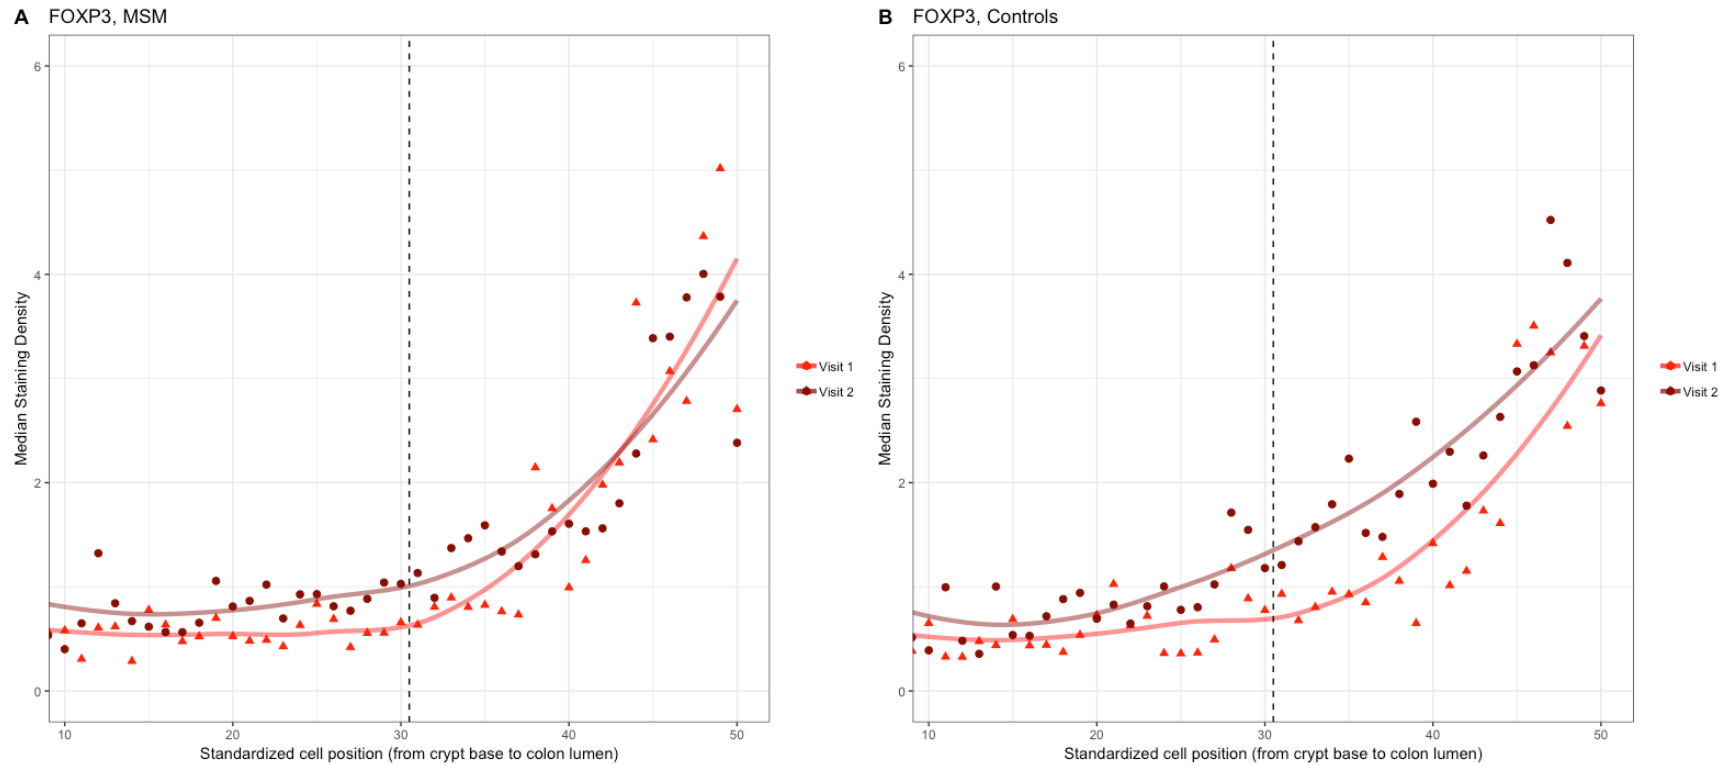 A FOXP3, MSM
6
4
2
0
10 20 30 40 50
Median Staining Density
Standardized cell position (from crypt base to colon lumen)
Visit 1
Visit 2
B FOXP3, Controls
6
4
2
0
10 20 30 40 50
Median Staining Density
Standardized cell position (from crypt base to colon lumen)
Visit 1
Visit 2